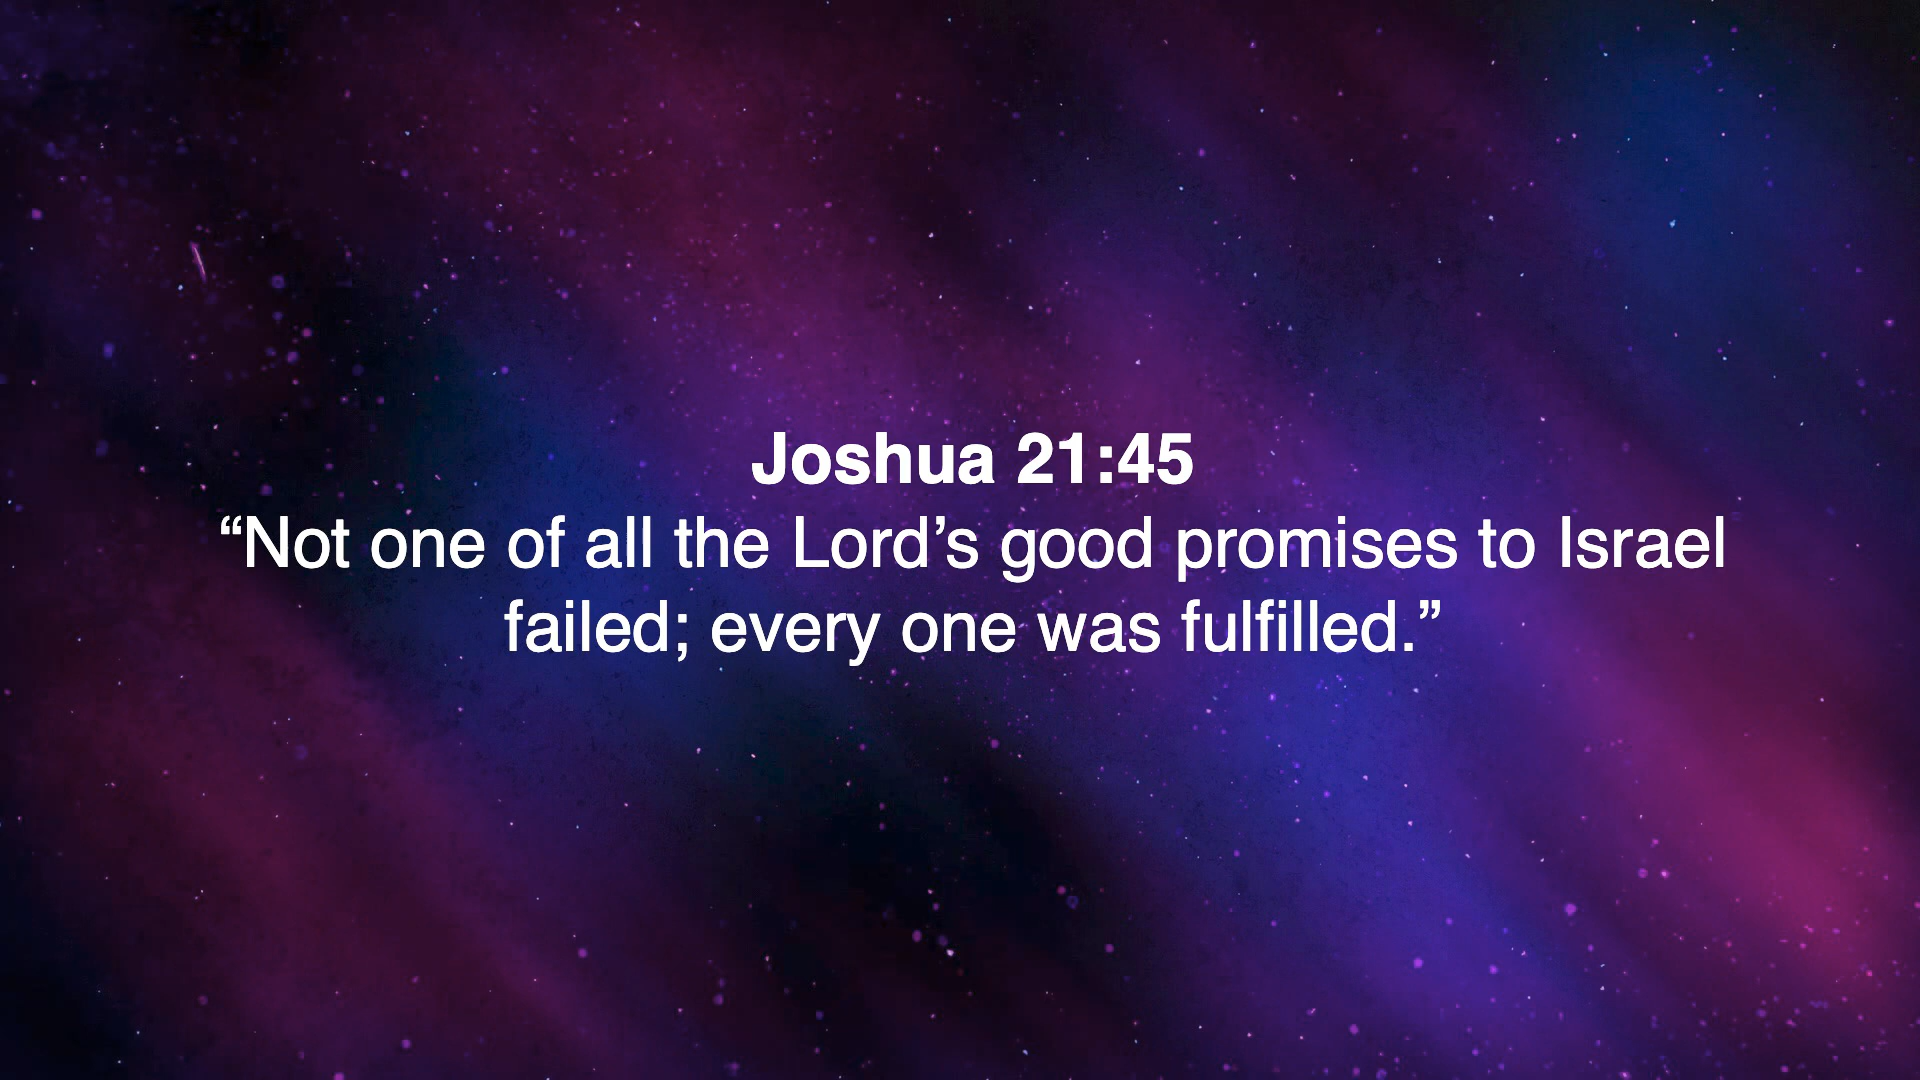 Joshua 21:45
“Not one of all the Lord’s good promises to Israel
failed; every one was fulfilled.”